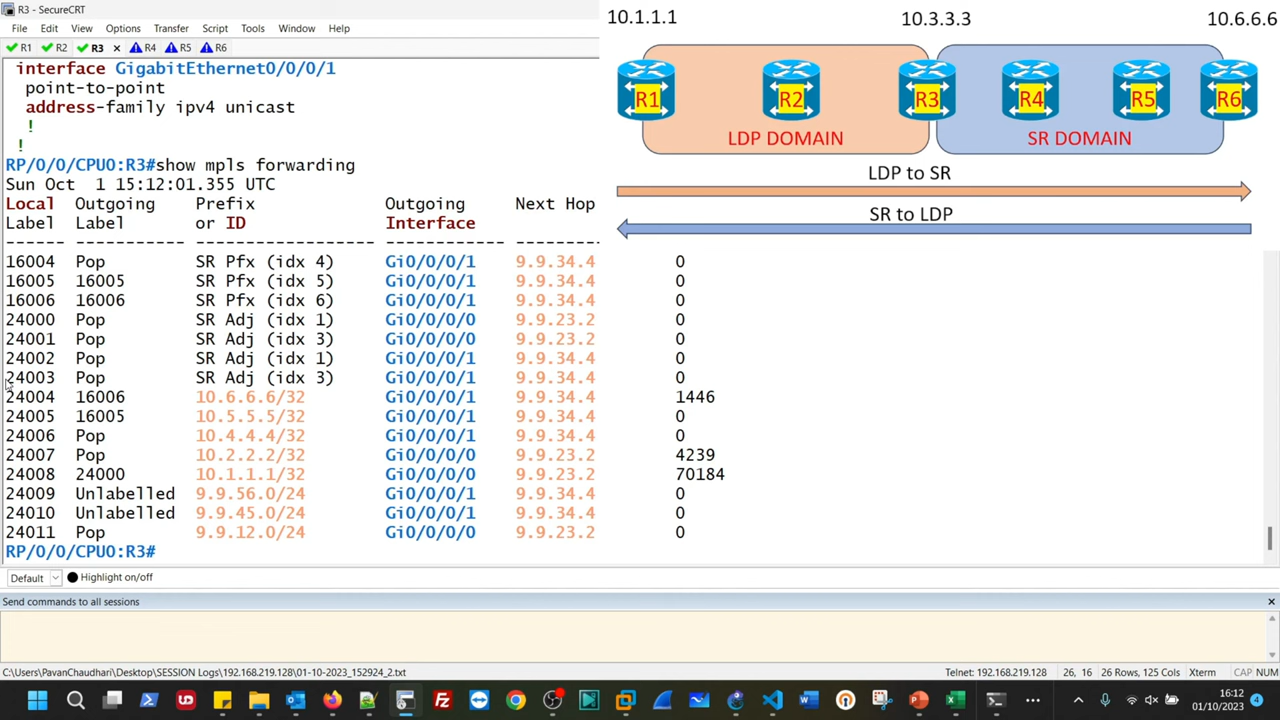 R3 - SecureCRT
File Edit View Options Transfer Script Tools Window Help
R1 R2 R3 × R4 R5 R6
interface GigabitEthernet0/0/0/1
point-to-point
address-family ipv4 unicast
!
!
RP/0/0/CPU0:R3#show mpls forwarding
Sun Oct 1 15:12:01.355 UTC
Local Outgoing Prefix Outgoing Next Hop
Label Label or ID Interface
------ ----------- ------------------ ------------ ---------
16004 Pop SR Pfx (idx 4) Gi0/0/0/1 9.9.34.4 0
16005 16005 SR Pfx (idx 5) Gi0/0/0/1 9.9.34.4 0
16006 16006 SR Pfx (idx 6) Gi0/0/0/1 9.9.34.4 0
24000 Pop SR Adj (idx 1) Gi0/0/0/0 9.9.23.2 0
24001 Pop SR Adj (idx 3) Gi0/0/0/0 9.9.23.2 0
24002 Pop SR Adj (idx 1) Gi0/0/0/1 9.9.34.4 0
24003 Pop SR Adj (idx 3) Gi0/0/0/1 9.9.34.4 0
24004 16006 10.6.6.6/32 Gi0/0/0/1 9.9.34.4 1446
24005 16005 10.5.5.5/32 Gi0/0/0/1 9.9.34.4 0
24006 Pop 10.4.4.4/32 Gi0/0/0/1 9.9.34.4 0
24007 Pop 10.2.2.2/32 Gi0/0/0/0 9.9.23.2 4239
24008 24000 10.1.1.1/32 Gi0/0/0/0 9.9.23.2 70184
24009 Unlabelled 9.9.56.0/24 Gi0/0/0/1 9.9.34.4 0
24010 Unlabelled 9.9.45.0/24 Gi0/0/0/1 9.9.34.4 0
24011 Pop 9.9.12.0/24 Gi0/0/0/0 9.9.23.2 0
RP/0/0/CPU0:R3#
10.1.1.1 10.3.3.3 10.6.6.6
R1 R2 R3 R4 R5 R6
LDP DOMAIN SR DOMAIN
LDP to SR
SR to LDP
Default Highlight on/off
Send commands to all sessions ×
C:\Users\PavanChaudhari\Desktop\SESSION Logs\192.168.219.128\01-10-2023_152924_2.txt Telnet: 192.168.219.128 26, 16 26 Rows, 125 Cols Xterm CAP NUM
16:12
01/10/2023